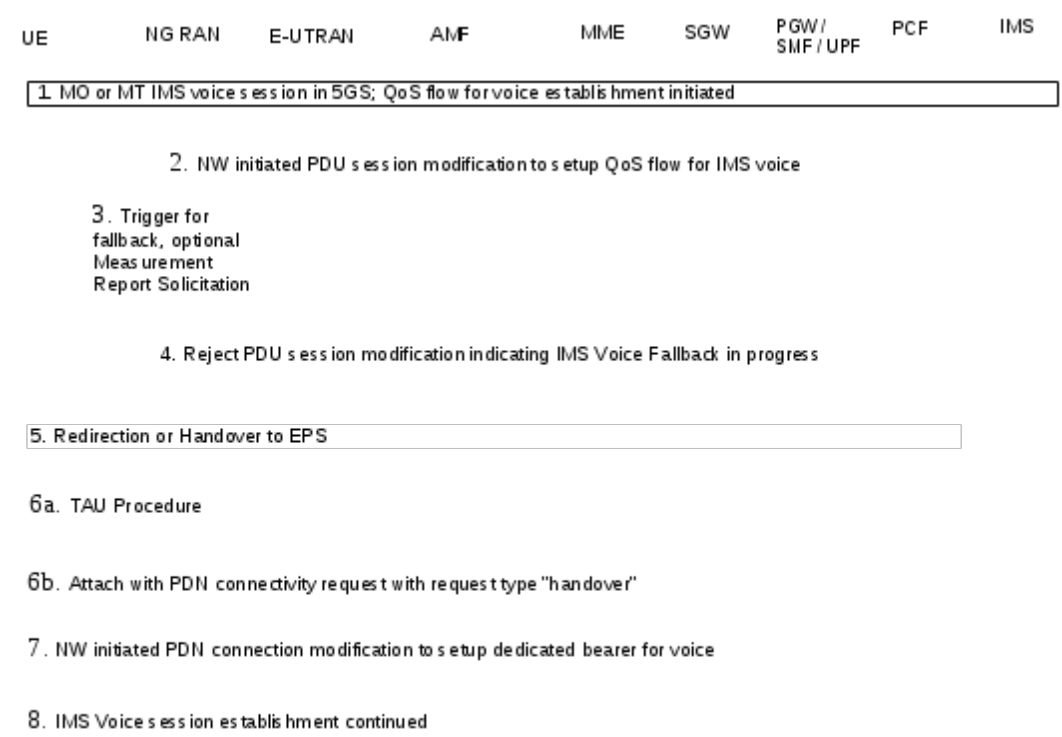 UE NG RAN E-UTRAN AMF MME SGW PGW/ SMF / UPF PCF IMS
1. MO or MT IMS voice session in 5GS; QoS flow for voice establishment initiated
2. NW initiated PDU session modification to setup QoS flow for IMS voice
3. Trigger for
fallback, optional
Measurement
Report Solicitation
4. Reject PDU session modification indicating IMS Voice Fallback in progress
5. Redirection or Handover to EPS
6a. TAU Procedure
6b. Attach with PDN connectivity request with request type "handover"
7. NW initiated PDN connection modification to setup dedicated bearer for voice
8. IMS Voice session establishment continued